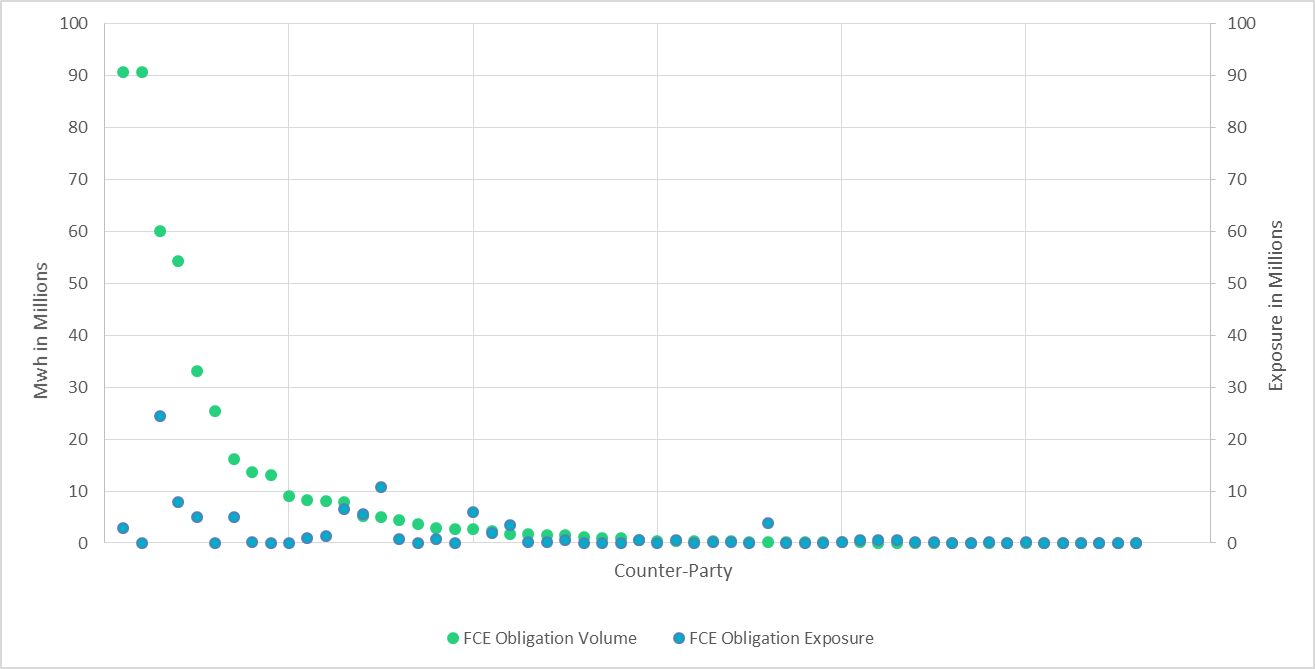 100 100
90 90
80 80
70 70
60 60
50 50
40 40
30 30
20 20
10 10
0 0
Mwh in Millions
Exposure in Millions
Counter-Party
FCE Obligation Volume FCE Obligation Exposure